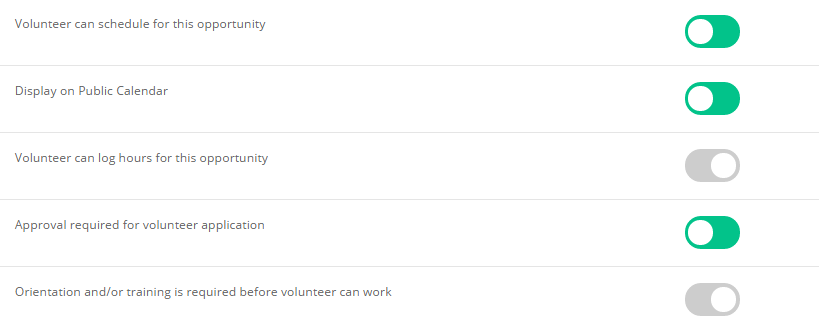 Volunteer can schedule for this opportunity
Display on Public Calendar
Volunteer can log hours for this opportunity
Approval required for volunteer application
Orientation and/or training is required before volunteer can work